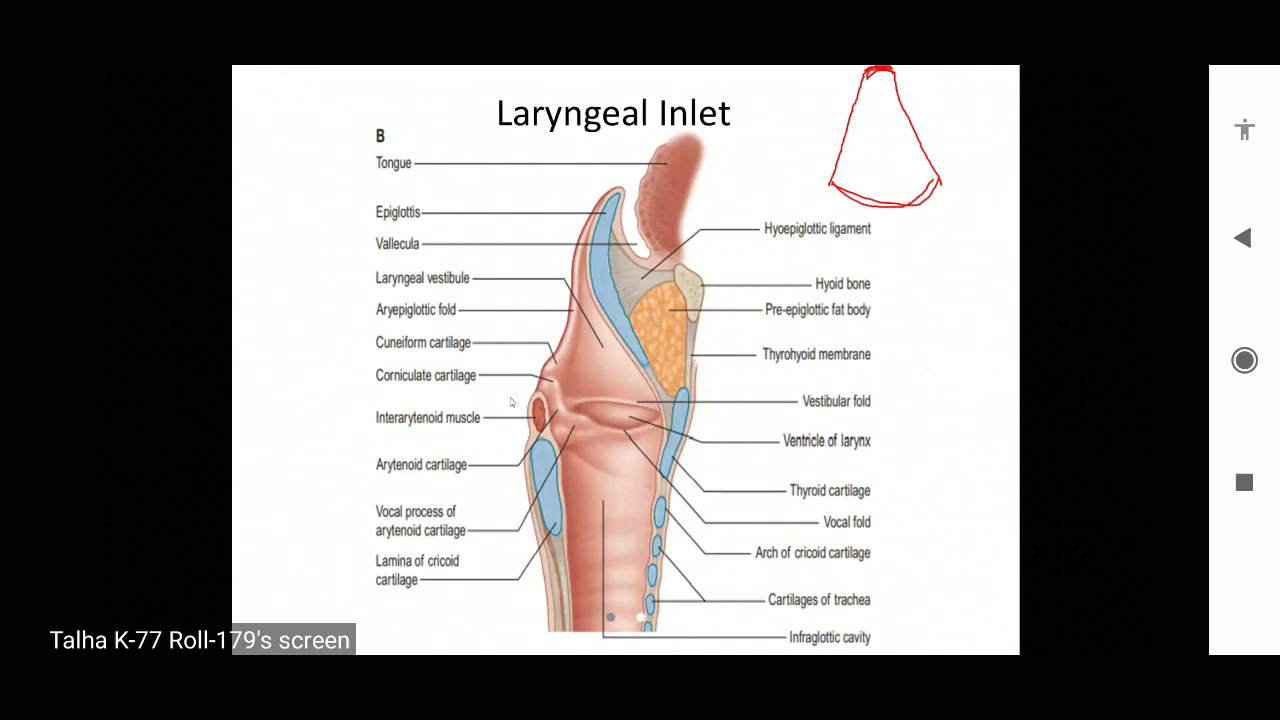 Laryngeal Inlet
B
Tongue
Epiglottis
Vallecula
Laryngeal vestibule
Aryepiglottic fold
Cuneiform cartilage
Corniculate cartilage
Interarytenoid muscle
Arytenoid cartilage
Vocal process of
arytenoid cartilage
Lamina of cricoid
cartilage
Hyoepiglottic ligament
Hyoid bone
Pre-epiglottic fat body
Thyrohyoid membrane
Vestibular fold
Ventricle of larynx
Thyroid cartilage
Vocal fold
Arch of cricoid cartilage
Cartilages of trachea
Infraglottic cavity
Talha K-77 Roll-179's screen